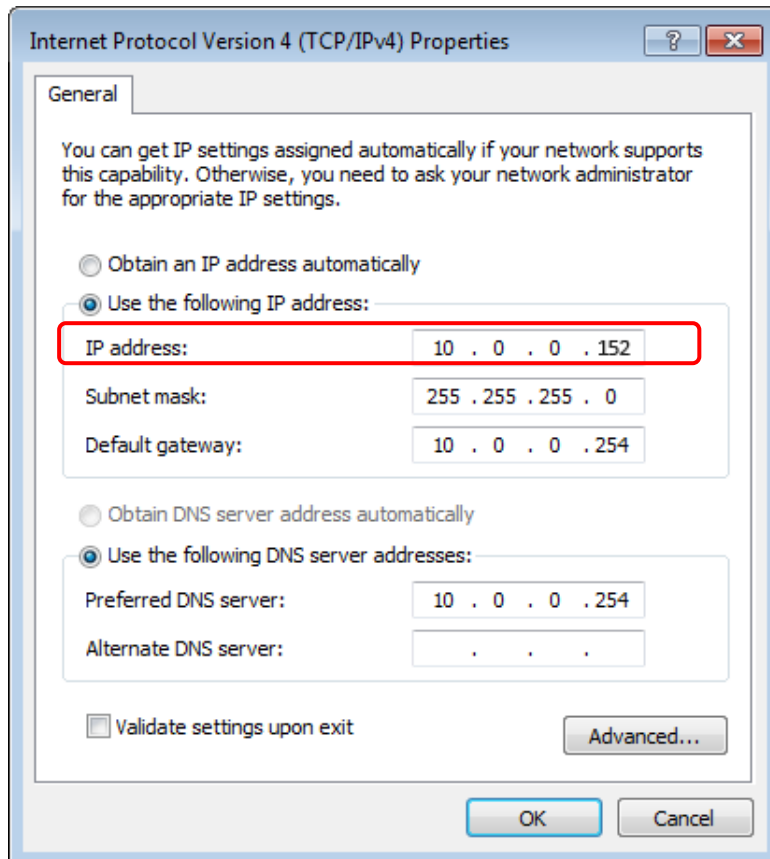 Internet Protocol Version 4 (TCP/IPv4) Properties
General
You can get IP settings assigned automatically if your network supports
this capability. Otherwise, you need to ask your network administrator
for the appropriate IP settings.
Obtain an IP address automatically
Use the following IP address:
IP address: 10 . 0 . 0 . 152
Subnet mask: 255 . 255 . 255 . 0
Default gateway: 10 . 0 . 0 . 254
Obtain DNS server address automatically
Use the following DNS server addresses:
Preferred DNS server: 10 . 0 . 0 . 254
Alternate DNS server: . . .
Validate settings upon exit
Advanced...
OK Cancel